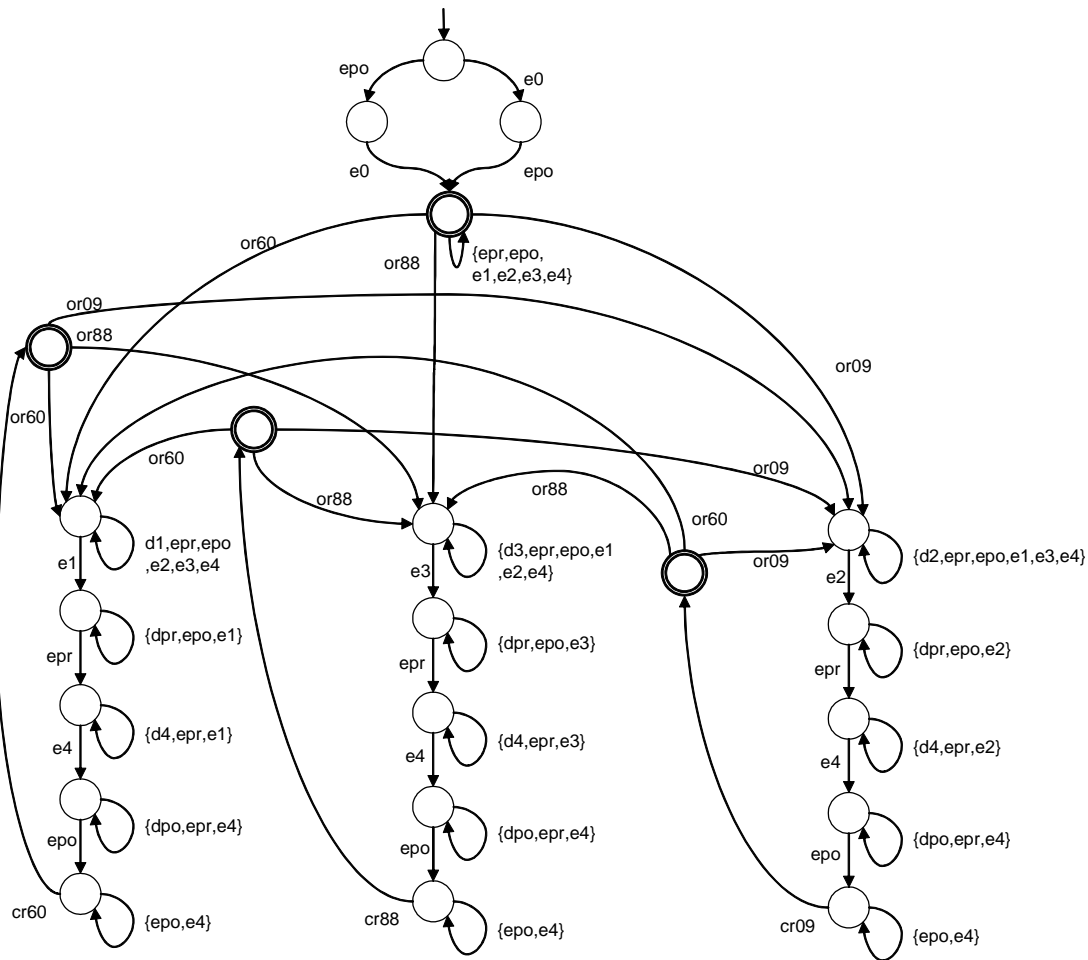 epo
e0
e0
epo
or60
or88
{epr,epo,
e1,e2,e3,e4}
or09
or88
or09
or60
or60
or88
or09
or88
or60
or09
e1
d1,epr,epo
,e2,e3,e4
e3
{d3,epr,epo,e1
,e2,e4}
e2
{d2,epr,epo,e1,e3,e4}
epr
{dpr,epo,e1}
epr
{dpr,epo,e3}
epr
{dpr,epo,e2}
e4
{d4,epr,e1}
e4
{d4,epr,e3}
e4
{d4,epr,e2}
epo
{dpo,epr,e4}
epo
{dpo,epr,e4}
epo
{dpo,epr,e4}
cr60
{epo,e4}
cr88
{epo,e4}
cr09
{epo,e4}